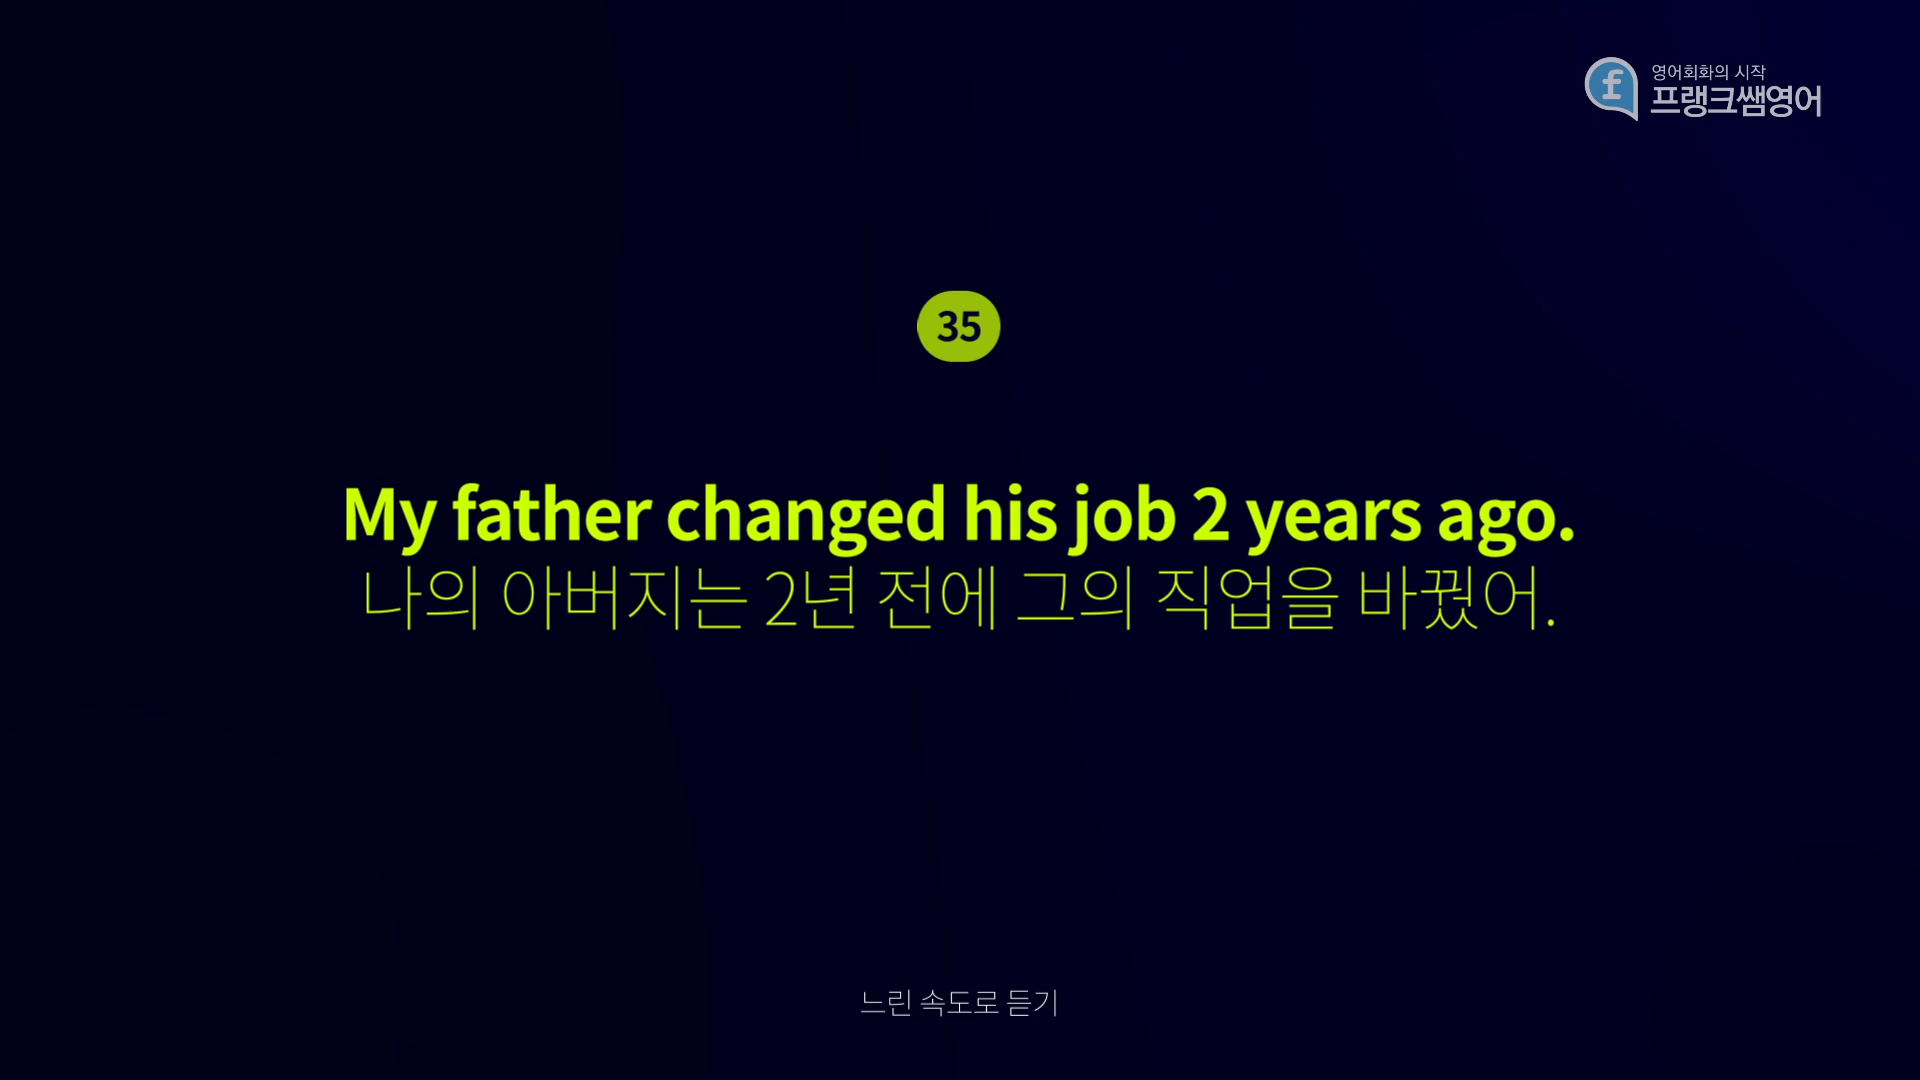 영어회화의 시작
f
프랭크쌤영어
35
My father changed his job 2 years ago.
나의 아버지는 2년 전에 그의 직업을 바꿨어.
느린 속도로 듣기